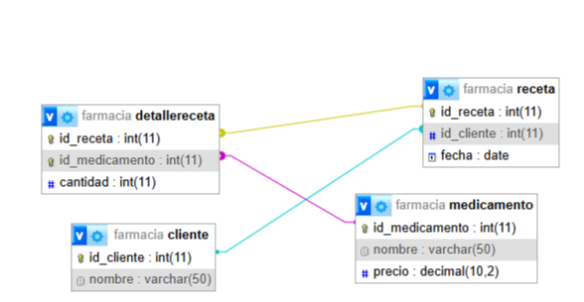 farmacia detallereceta
id_receta : int(11)
id_medicamento : int(11)
cantidad : int(11)
farmacia receta
id_receta : int(11)
id_cliente : int(11)
fecha : date
farmacia cliente
id_cliente : int(11)
nombre : varchar(50)
farmacia medicamento
id_medicamento : int(11)
nombre : varchar(50)
precio : decimal(10,2)